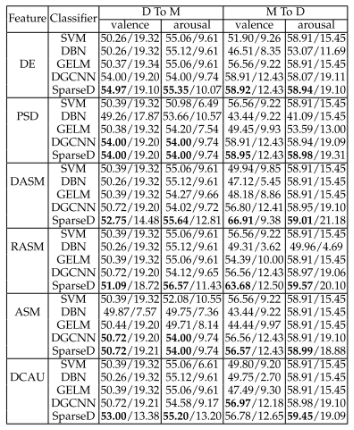 Feature Classifier D To M M To D
valence arousal valence arousal
SVM 50.26/19.32 55.06/9.61 51.90/9.26 58.91/15.45
DBN 50.26/19.32 55.12/9.61 46.51/8.35 53.07/11.69
DE GELM 50.37/19.34 55.06/9.61 56.56/9.22 58.91/15.45
DGCNN 54.00/19.20 54.00/9.74 58.91/12.43 58.07/19.11
SparseD 54.97/19.10 55.35/10.07 58.92/12.43 58.94/19.10
SVM 50.39/19.32 50.98/6.49 56.56/9.22 58.91/15.45
PSD DBN 49.26/17.87 53.66/10.57 43.44/9.22 41.09/15.45
GELM 50.38/19.32 54.20/7.54 49.45/9.93 53.59/13.00
DGCNN 54.00/19.20 54.00/9.74 58.91/12.43 58.94/19.09
SparseD 54.00/19.20 54.00/9.74 58.95/12.43 58.98/19.31
SVM 50.39/19.32 55.06/9.61 49.94/9.85 58.91/15.45
DASM DBN 50.26/19.32 55.12/9.61 47.12/5.45 58.91/15.45
GELM 50.39/19.32 54.27/9.66 48.18/8.86 58.91/15.45
DGCNN 50.72/19.20 54.02/9.72 56.80/12.41 58.95/19.10
SparseD 52.75/14.48 55.64/12.81 66.91/9.38 59.01/21.18
SVM 50.39/19.32 55.06/9.61 56.56/9.22 58.91/15.45
RASM DBN 50.26/19.32 55.12/9.61 49.31/3.62 49.96/4.69
GELM 50.39/19.32 55.06/9.61 54.39/10.00 58.91/15.45
DGCNN 50.72/19.20 54.12/9.65 56.56/12.43 58.97/19.06
SparseD 51.09/18.72 56.57/11.43 63.68/12.50 59.57/20.10
SVM 50.39/19.32 52.08/10.55 56.56/9.22 58.91/15.45
ASM DBN 49.87/7.57 49.75/7.36 43.44/9.22 58.91/15.45
GELM 50.44/19.20 49.71/8.14 44.44/9.97 58.91/15.45
DGCNN 50.72/19.20 54.00/9.74 56.56/12.43 58.91/19.10
SparseD 50.72/19.21 54.00/9.74 56.57/12.43 58.99/18.88
SVM 50.39/19.32 55.06/6.61 49.80/9.20 58.91/15.45
DCAU DBN 50.26/19.32 55.12/9.61 49.75/2.70 58.91/15.45
GELM 50.39/19.32 55.06/9.61 47.49/9.30 58.91/15.45
DGCNN 50.72/19.21 54.58/9.17 56.97/12.18 58.98/19.10
SparseD 53.00/13.38 55.20/13.20 56.78/12.65 59.45/19.09